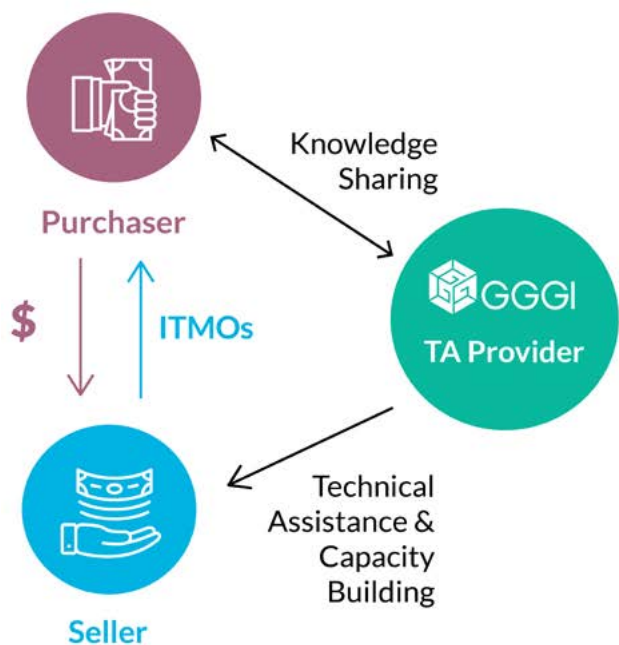 Knowledge
Sharing
Purchaser
$
ITMOs
GGGI
TA Provider
Technical
Assistance &
Capacity
Building
Seller